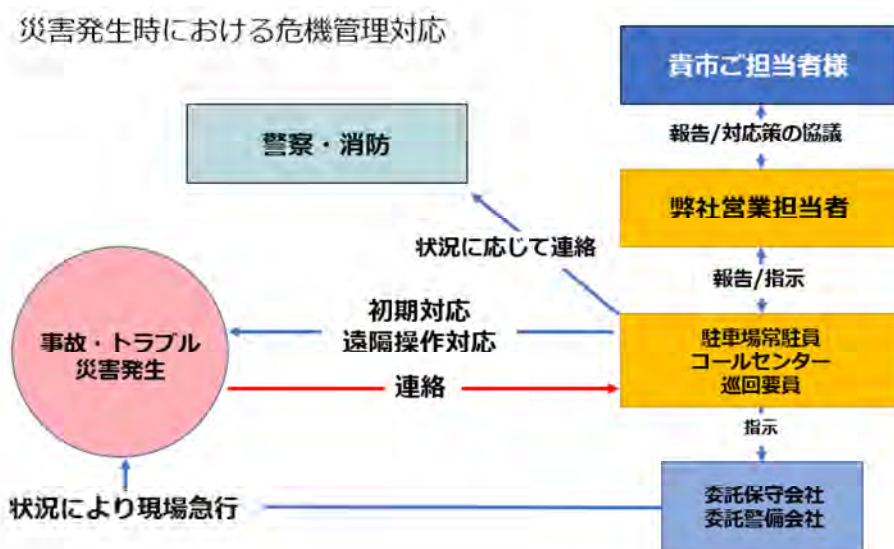 災害発生時における危機管理対応
貴市ご担当者様
報告/対応策の協議
警察・消防
弊社営業担当者
状況に応じて連絡
報告/指示
初期対応
遠隔操作対応
事故・トラブル
災害発生
駐車場常駐員
コールセンター
巡回要員
連絡
指示
状況により現場急行
委託保守会社
委託警備会社